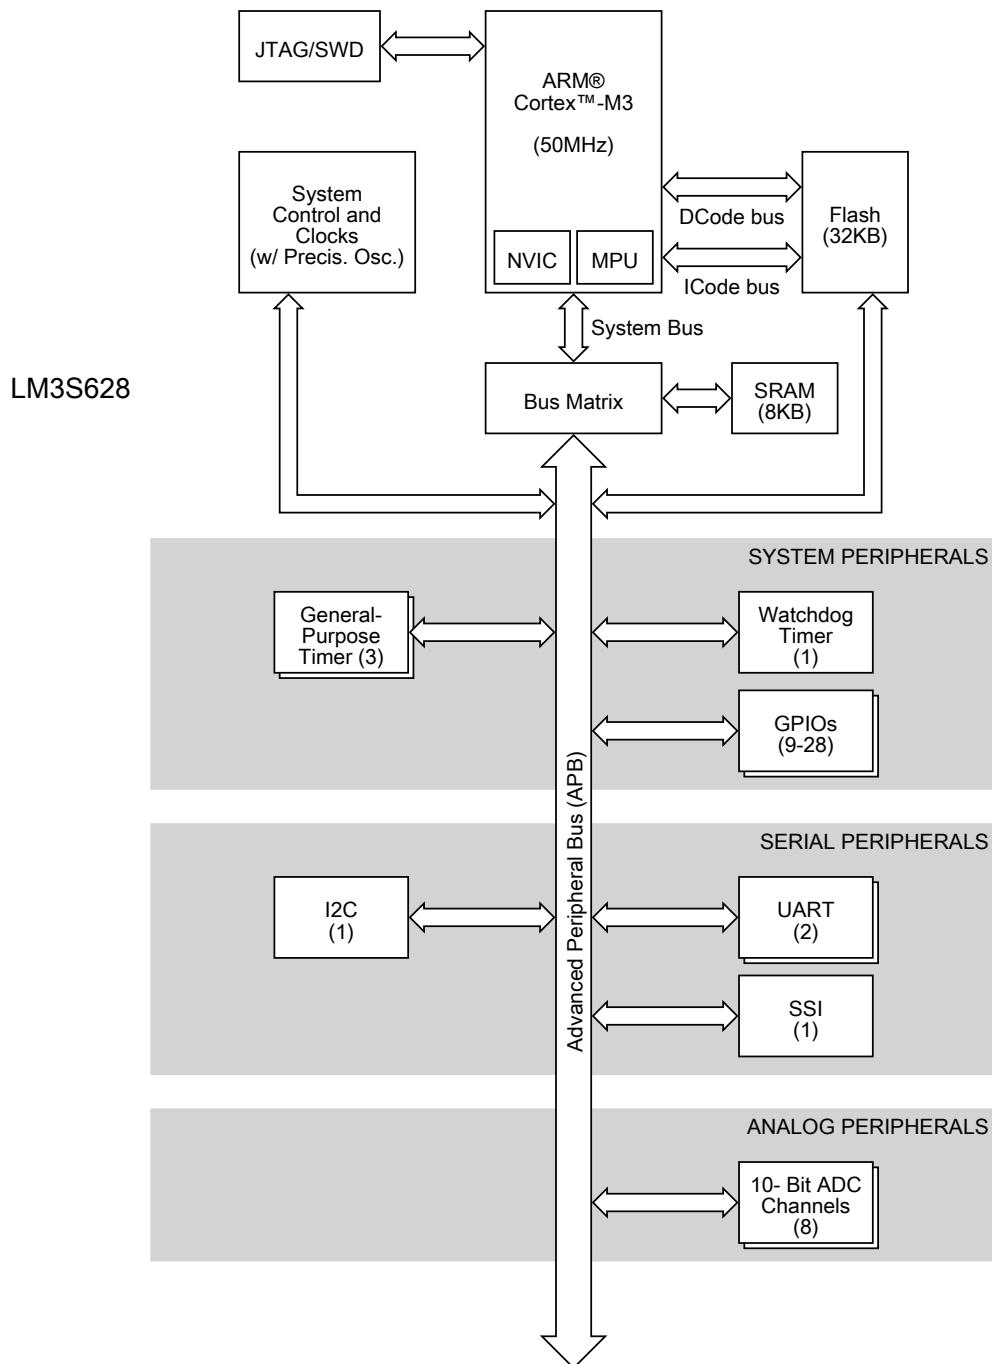 JTAG/SWD
ARM®
Cortex™-M3
(50MHz)
System
Control and
Clocks
(w/ Precis. Osc.)
DCode bus
Flash
(32KB)
NVIC
MPU
ICode bus
System Bus
LM3S628
Bus Matrix
SRAM
(8KB)
SYSTEM PERIPHERALS
General-
Purpose
Timer (3)
Watchdog
Timer
(1)
GPIOs
(9-28)
Advanced Peripheral Bus (APB)
SERIAL PERIPHERALS
I2C
(1)
UART
(2)
SSI
(1)
ANALOG PERIPHERALS
10- Bit ADC
Channels
(8)